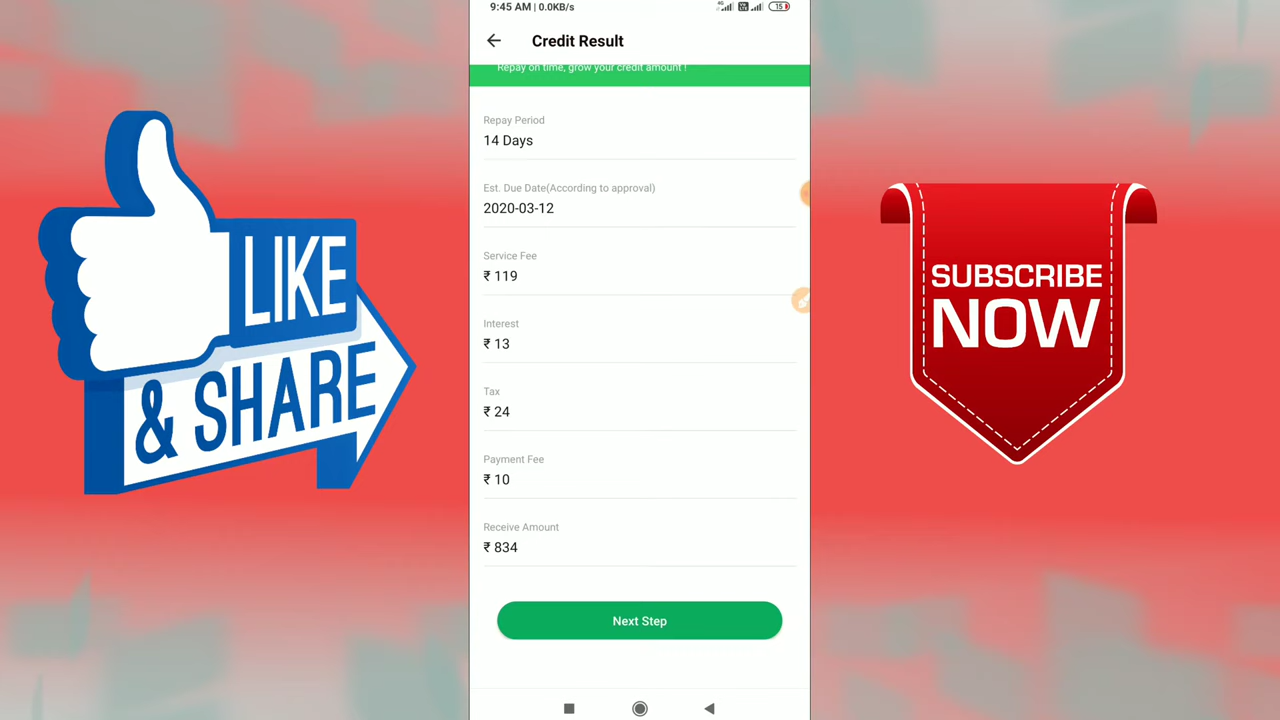 9:45 AM | 0.0KB/s
15
Credit Result
Repay on time, grow your credit amount !
Repay Period
14 Days
Est. Due Date(According to approval)
2020-03-12
Service Fee
₹ 119
Interest
₹ 13
Tax
₹ 24
Payment Fee
₹ 10
Receive Amount
₹ 834
Next Step
LIKE
& SHARE
SUBSCRIBE
NOW